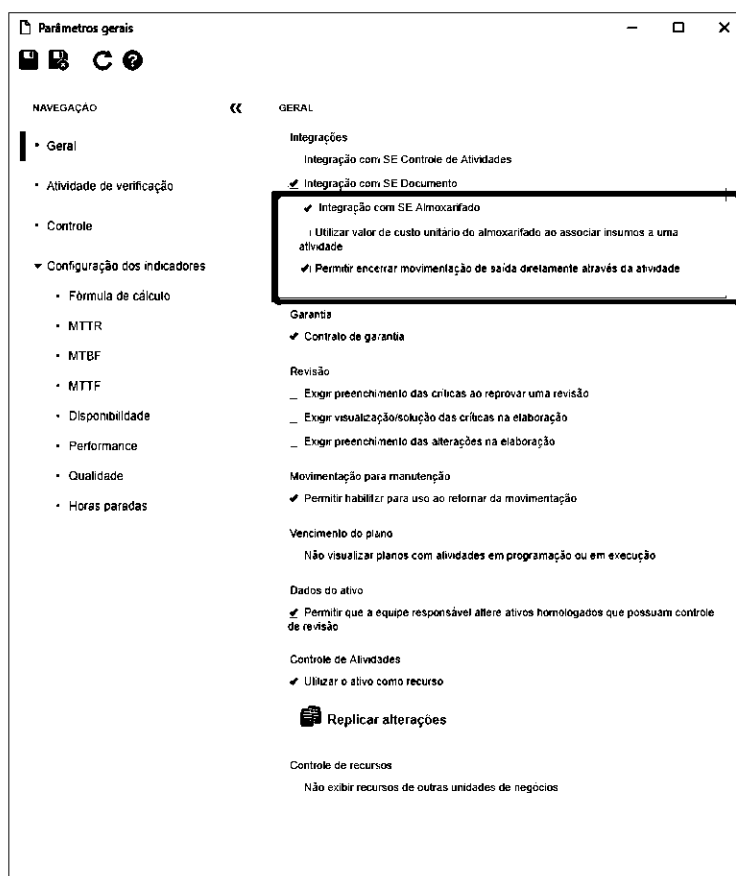 Parâmetros gerais
NAVEGAÇÃO
Geral
Atividade de verificação
Controle
Configuração dos indicadores
Fórmula de cálculo
MTTR
MTBF
MTTF
Disponibilidade
Performance
Qualidade
Horas paradas
GERAL
Integrações
Integração com SE Controle de Atividades
Integração com SE Documento
Integração com SE Almoxarifado
Utilizar valor de custo unitário do almoxarifado ao associar insumos a uma
atividade
Permitir encerrar movimentação de saída diretamente através da atividade
Garantia
Contrato de garantia
Revisão
Exigir preenchimento das críticas ao reprovar uma revisão
Exigir visualização/solução das críticas na elaboração
Exigir preenchimento das alterações na elaboração
Movimentação para manutenção
Permitir habilitar para uso ao retornar da movimentação
Vencimento do plano
Não visualizar planos com atividades em programação ou em execução
Dados do ativo
Permitir que a equipe responsável altere ativos homologados que possuam controle
de revisão
Controle de Atividades
Utilizar o ativo como recurso
Replicar alterações
Controle de recursos
Não exibir recursos de outras unidades de negócios